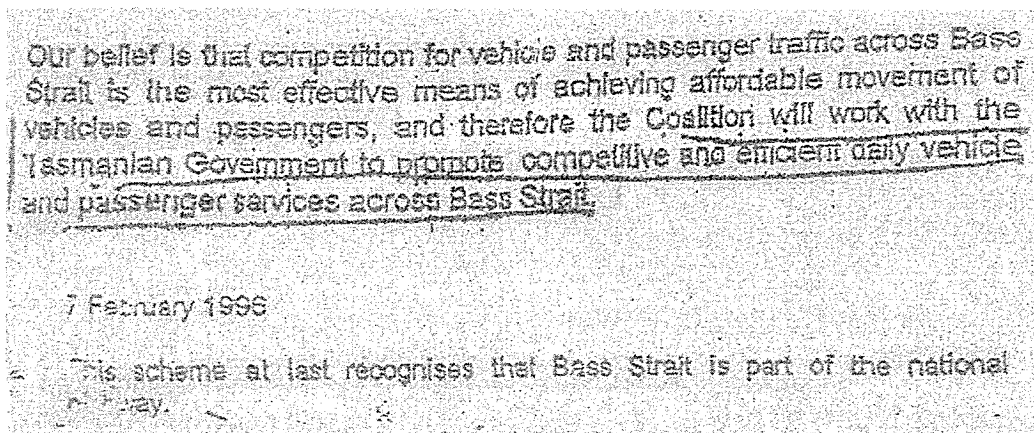 Our belief is that competition for vehicle and passenger traffic across Bass
Strait is the most effective means of achieving affordable movement of
vehicles and passengers, and therefore the Coalition will work with the
Tasmanian Government to promote competitive and efficient daily vehicle
and passenger services across Bass Strait.
7 February 1996
This scheme at last recognises that Bass Strait is part of the national